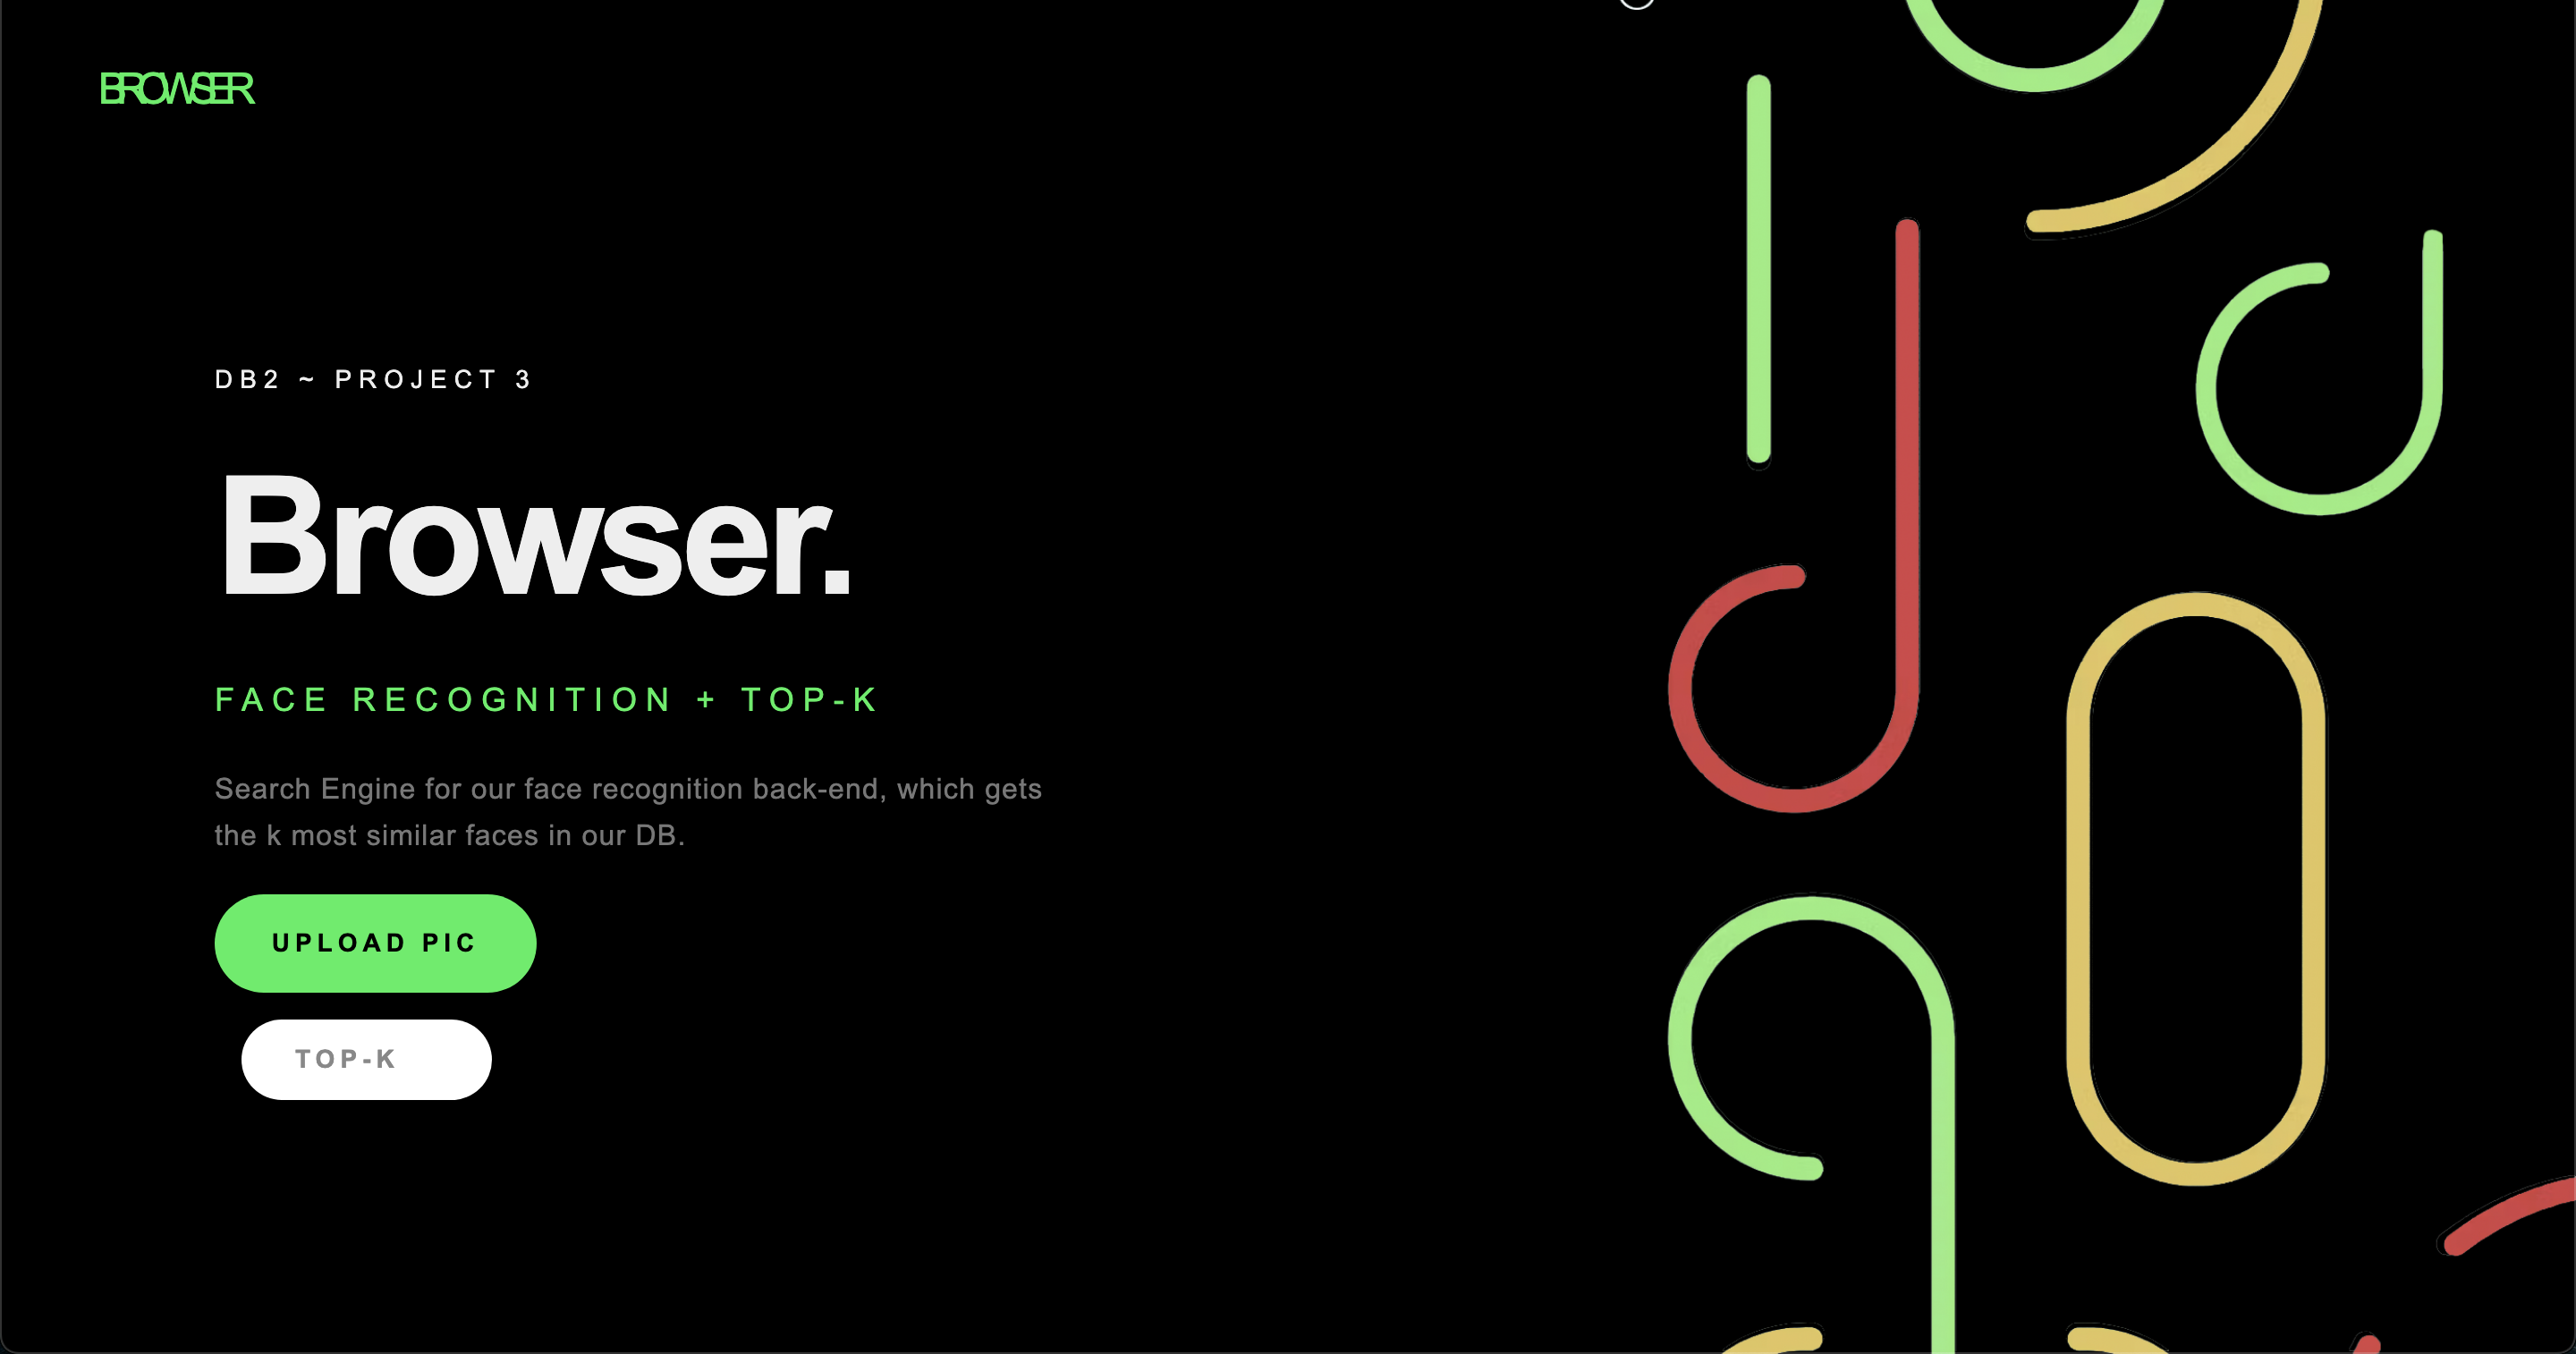 BROWSER
DB2 ~ PROJECT 3
Browser.
FACE RECOGNITION + TOP-K
Search Engine for our face recognition back-end, which gets
the k most similar faces in our DB.
UPLOAD PIC
TOP-K